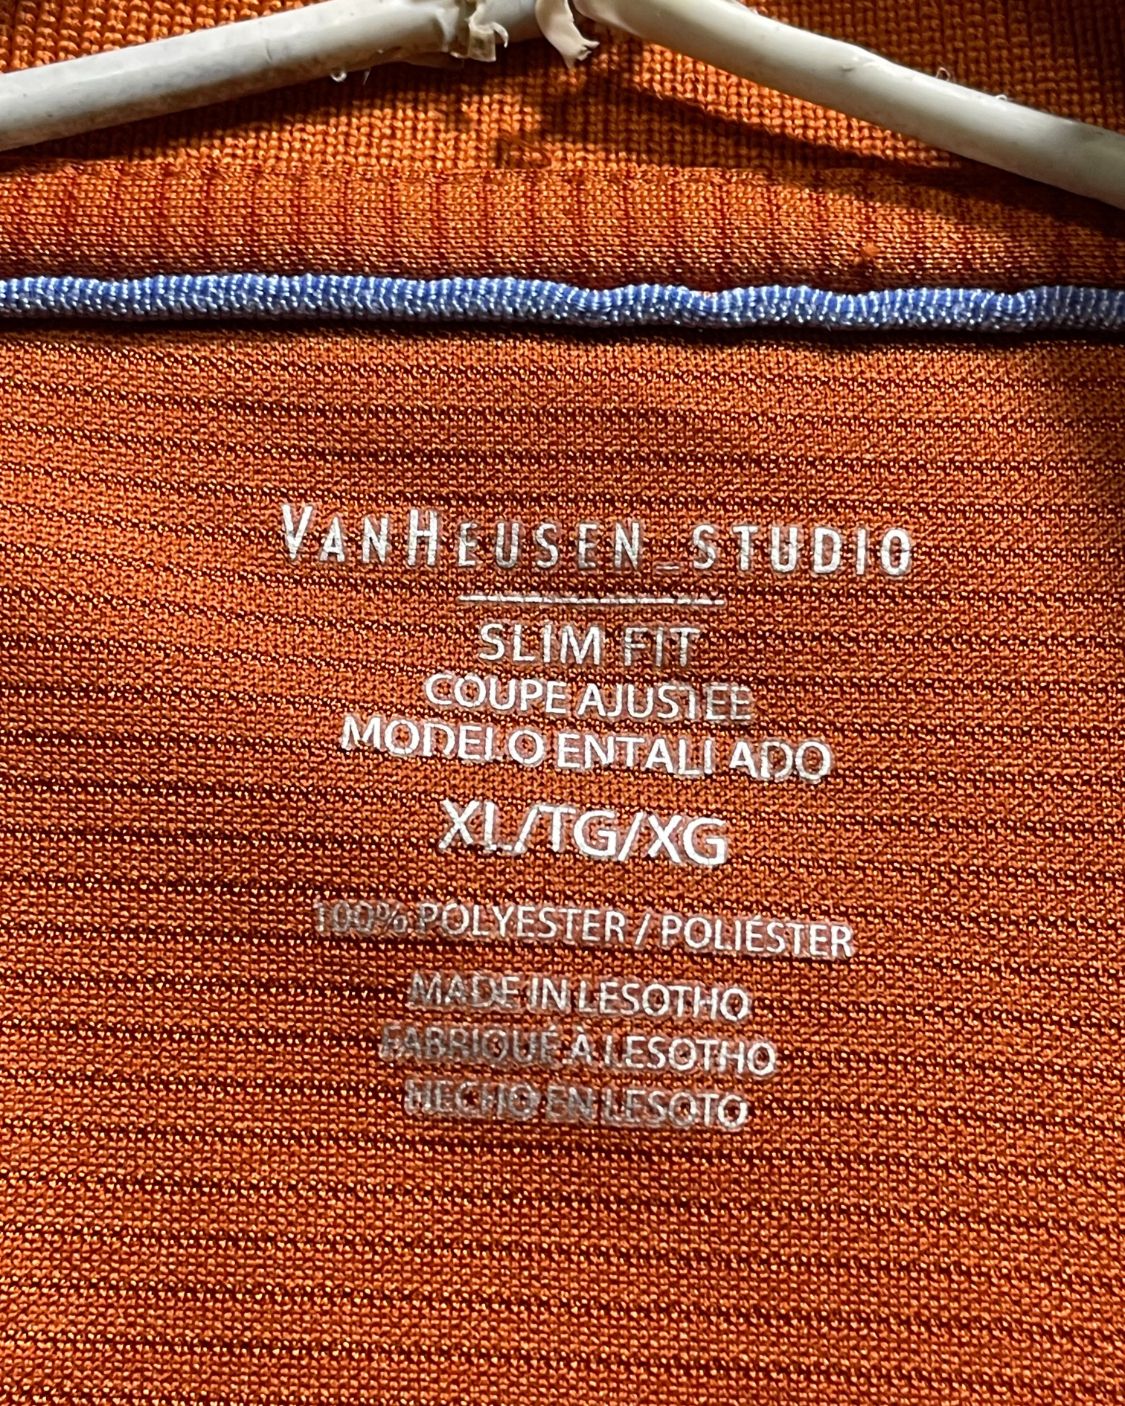 VANHEUSEN_STUDIO
SLIM FIT
COUPE AJUSTEE
MODELO ENTALLADO
XL/TG/XG
100% POLYESTER / POLIÉSTER
MADE IN LESOTHO
FABRIQUÉ À LESOTHO
HECHO EN LESOTO